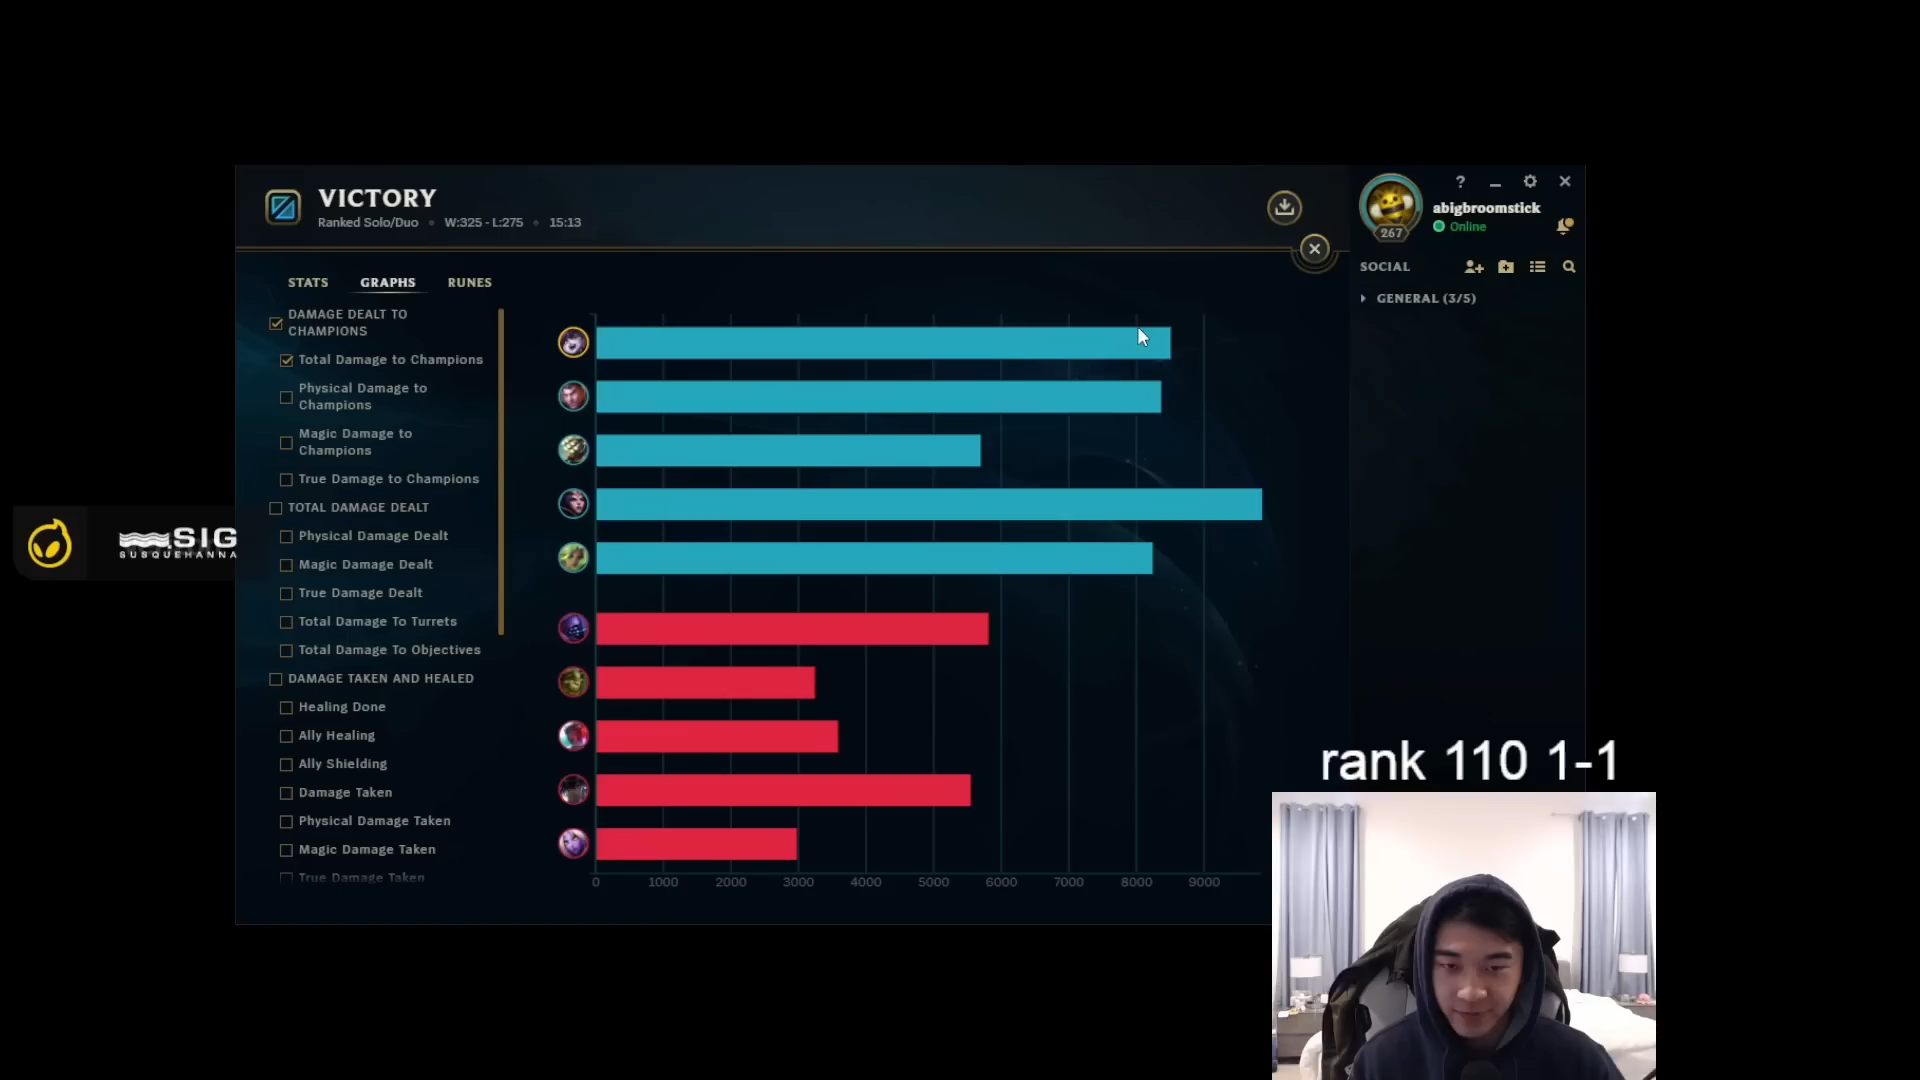 VICTORY
Ranked Solo/Duo • W:325 - L:275 • 15:13
?
abigbroomstick
267
Online
SOCIAL
GENERAL (3/5)
STATS GRAPHS RUNES
DAMAGE DEALT TO
CHAMPIONS
Total Damage to Champions
Physical Damage to
Champions
Magic Damage to
Champions
True Damage to Champions
TOTAL DAMAGE DEALT
Physical Damage Dealt
Magic Damage Dealt
True Damage Dealt
Total Damage To Turrets
Total Damage To Objectives
DAMAGE TAKEN AND HEALED
Healing Done
Ally Healing
Ally Shielding
Damage Taken
Physical Damage Taken
Magic Damage Taken
True Damage Taken
0 1000 2000 3000 4000 5000 6000 7000 8000 9000
SIG
SUSQUEHANNA
rank 110 1-1